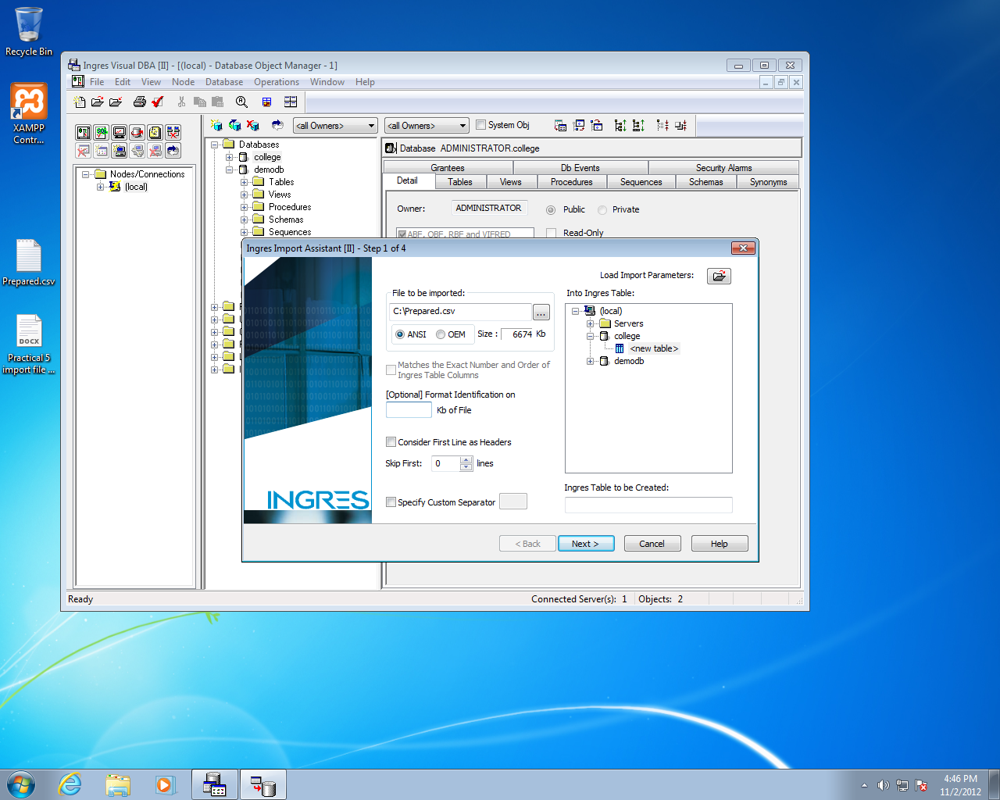 Recycle Bin
XAMPP
Contr...
Prepared.csv
DOCX
Practical 5
import file ...
Ingres Visual DBA [II] - [(local) - Database Object Manager - 1]
File Edit View Node Database Operations Window Help
<all Owners> <all Owners> System Obj
Nodes/Connections
(local)
Databases
college
demodb
Tables
Views
Procedures
Schemas
Sequences
Database ADMINISTRATOR.college
Grantees Db Events Security Alarms
Detail Tables Views Procedures Sequences Schemas Synonyms
Owner: ADMINISTRATOR Public Private
ABF, QBF, RBF and VIFRED Read-Only
Ingres Import Assistant [II] - Step 1 of 4
Load Import Parameters:
File to be imported:
C:\Prepared.csv ...
ANSI OEM Size : 6674 Kb
Matches the Exact Number and Order of
Ingres Table Columns
[Optional] Format Identification on
Kb of File
Consider First Line as Headers
Skip First: 0 lines
Specify Custom Separator
Into Ingres Table:
(local)
Servers
college
<new table>
demodb
Ingres Table to be Created:
INGRES
< Back Next > Cancel Help
Ready Connected Server(s): 1 Objects: 2
4:46 PM
11/2/2012